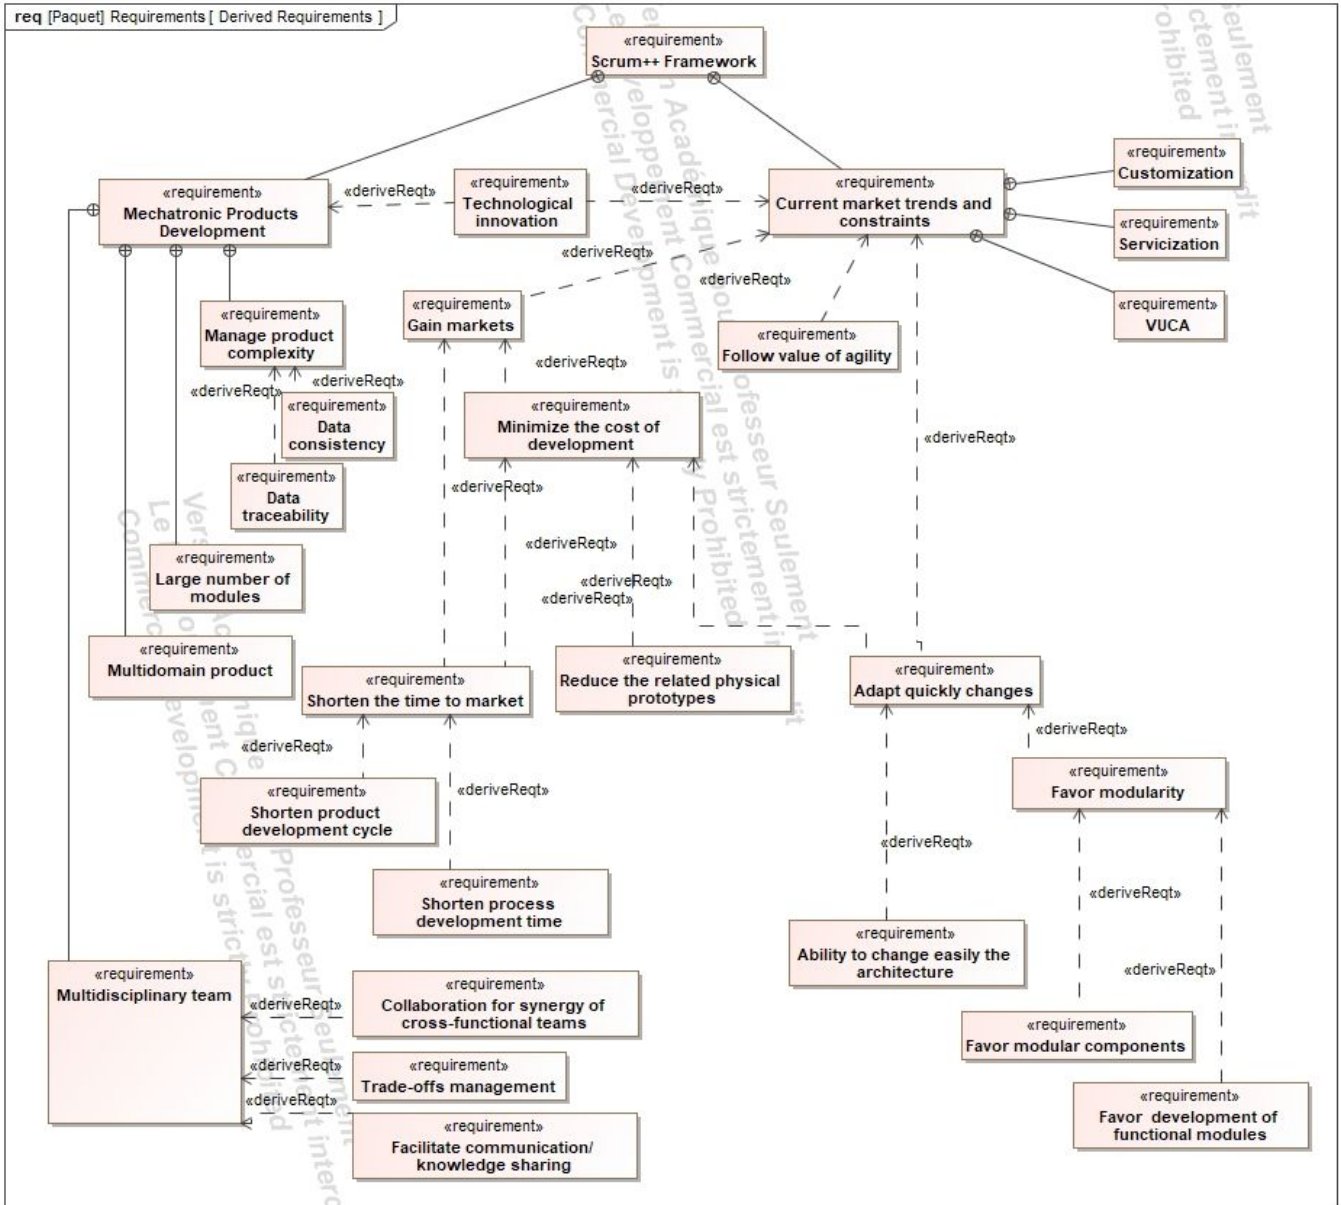 req [Paquet] Requirements [ Derived Requirements ]
«requirement»
Scrum++ Framework
«requirement»
Mechatronic Products
Development
«deriveReqt»
«requirement»
Technological
innovation
«deriveReqt»
«requirement»
Current market trends and
constraints
«requirement»
Customization
«requirement»
Servicization
«requirement»
VUCA
«deriveReqt»
«deriveReqt»
«requirement»
Gain markets
«requirement»
Follow value of agility
«requirement»
Manage product
complexity
«deriveReqt»
«deriveReqt»
«deriveReqt»
«requirement»
Data
consistency
«requirement»
Minimize the cost of
development
«deriveReqt»
«requirement»
Data
traceability
«deriveReqt»
«deriveReqt»
«requirement»
Large number of
modules
«deriveReqt»
«deriveReqt»
«requirement»
Multidomain product
«requirement»
Shorten the time to market
«requirement»
Reduce the related physical
prototypes
«requirement»
Adapt quickly changes
«deriveReqt»
«deriveReqt»
«requirement»
Favor modularity
«requirement»
Shorten product
development cycle
«deriveReqt»
«deriveReqt»
«requirement»
Shorten process
development time
«deriveReqt»
«requirement»
Ability to change easily the
architecture
«deriveReqt»
«requirement»
Multidisciplinary team
«deriveReqt»
«requirement»
Collaboration for synergy of
cross-functional teams
«requirement»
Favor modular components
«deriveReqt»
«requirement»
Trade-offs management
«deriveReqt»
«requirement»
Facilitate communication/
knowledge sharing
«requirement»
Favor  development of
functional modules